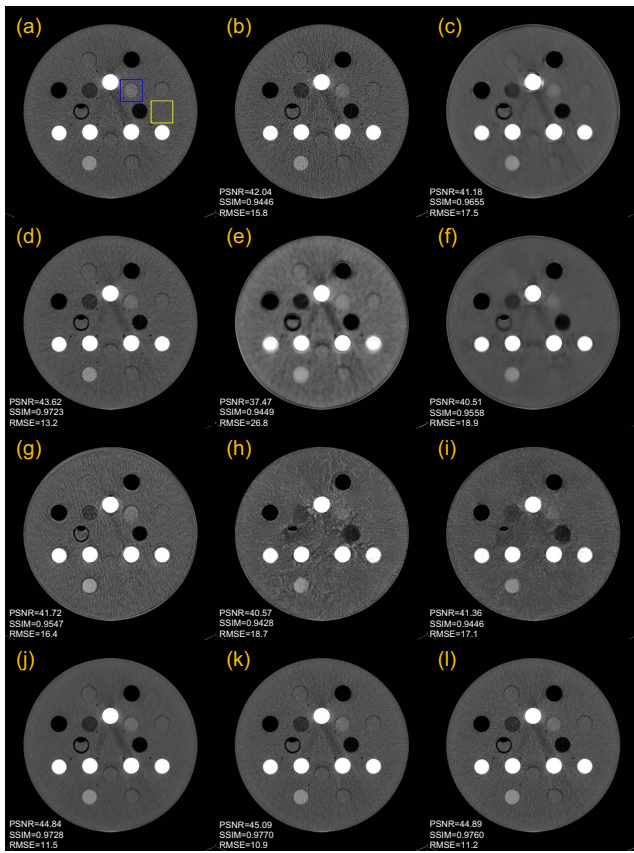 (a)
(b)
(c)
PSNR=42.04
SSIM=0.9446
RMSE=15.8
PSNR=41.18
SSIM=0.9655
RMSE=17.5
(d)
(e)
(f)
PSNR=43.62
SSIM=0.9723
RMSE=13.2
PSNR=37.47
SSIM=0.9449
RMSE=26.8
PSNR=40.51
SSIM=0.9558
RMSE=18.9
(g)
(h)
(i)
PSNR=41.72
SSIM=0.9547
RMSE=16.4
PSNR=40.57
SSIM=0.9428
RMSE=18.7
PSNR=41.36
SSIM=0.9446
RMSE=17.1
(j)
(k)
(l)
PSNR=44.84
SSIM=0.9728
RMSE=11.5
PSNR=45.09
SSIM=0.9770
RMSE=10.9
PSNR=44.89
SSIM=0.9760
RMSE=11.2